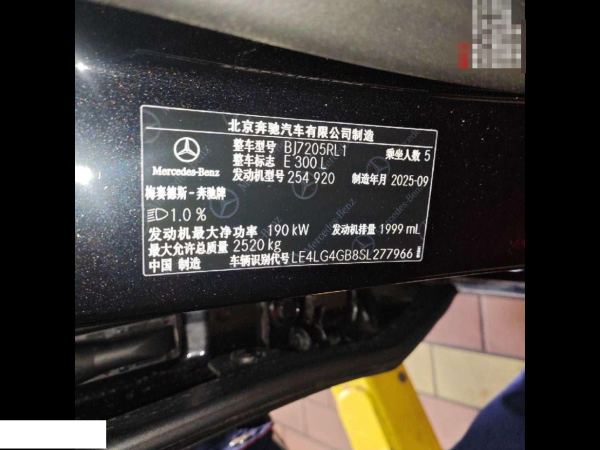 北京奔驰汽车有限公司制造
整车型号 BJ7205RL1 乘坐人数 5
整车标志 E 300 L
发动机型号 254 920 制造年月 2025-09
Mercedes-Benz
梅赛德斯－奔驰牌
1.0 %
发动机最大净功率 190 kW 发动机排量 1999 mL
最大允许总质量 2520 kg
中国 制造 车辆识别代号 LE4LG4GB8SL277966